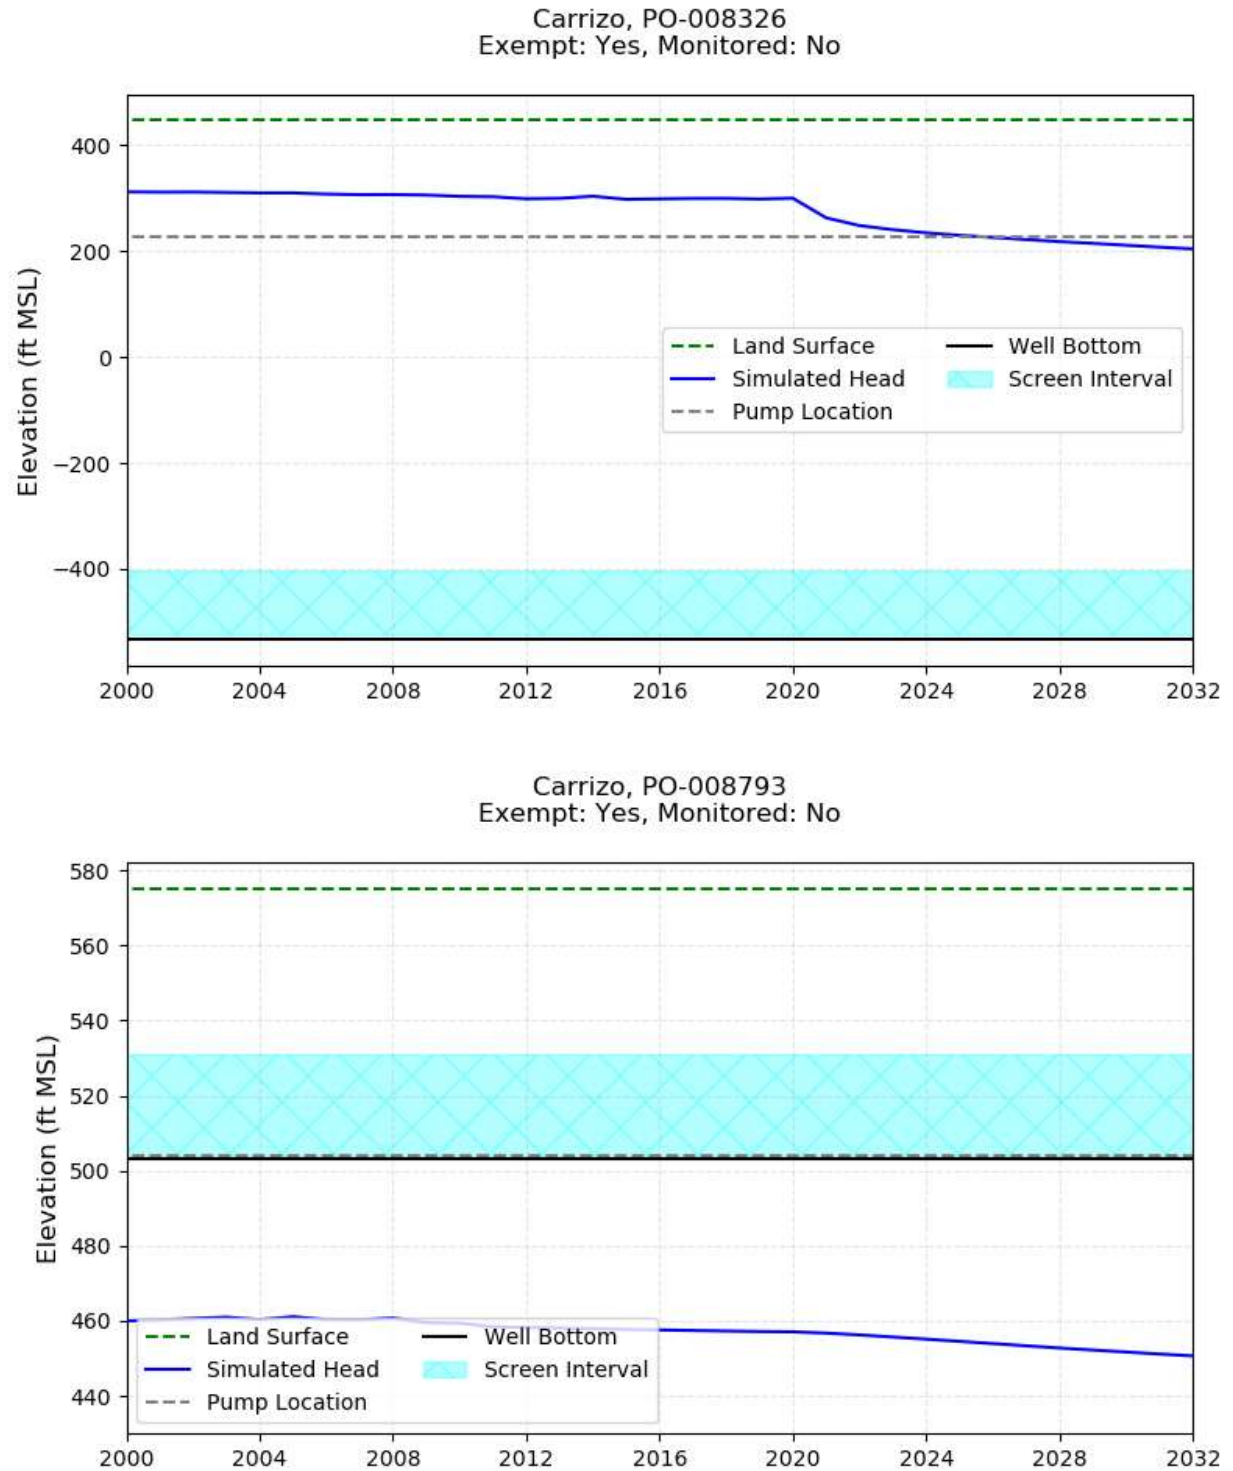 Carrizo, PO-008326
Exempt: Yes, Monitored: No
Elevation (ft MSL)
400
200
0
−200
−400
Land Surface
Simulated Head
Pump Location
Well Bottom
Screen Interval
2000 2004 2008 2012 2016 2020 2024 2028 2032
Carrizo, PO-008793
Exempt: Yes, Monitored: No
Elevation (ft MSL)
580
560
540
520
500
480
460
440
Land Surface
Simulated Head
Pump Location
Well Bottom
Screen Interval
2000 2004 2008 2012 2016 2020 2024 2028 2032